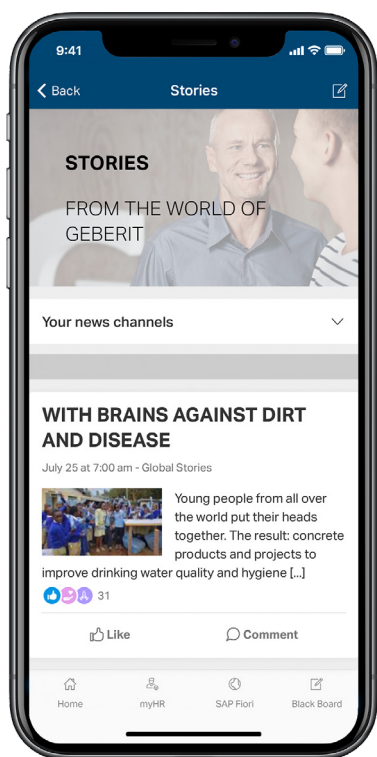 9:41
Back
Stories
STORIES
FROM THE WORLD OF
GEBERIT
Your news channels
WITH BRAINS AGAINST DIRT
AND DISEASE
July 25 at 7:00 am - Global Stories
Young people from all over
the world put their heads
together. The result: concrete
products and projects to
improve drinking water quality and hygiene [...]
31
Like
Comment
Home
myHR
SAP Fiori
Black Board